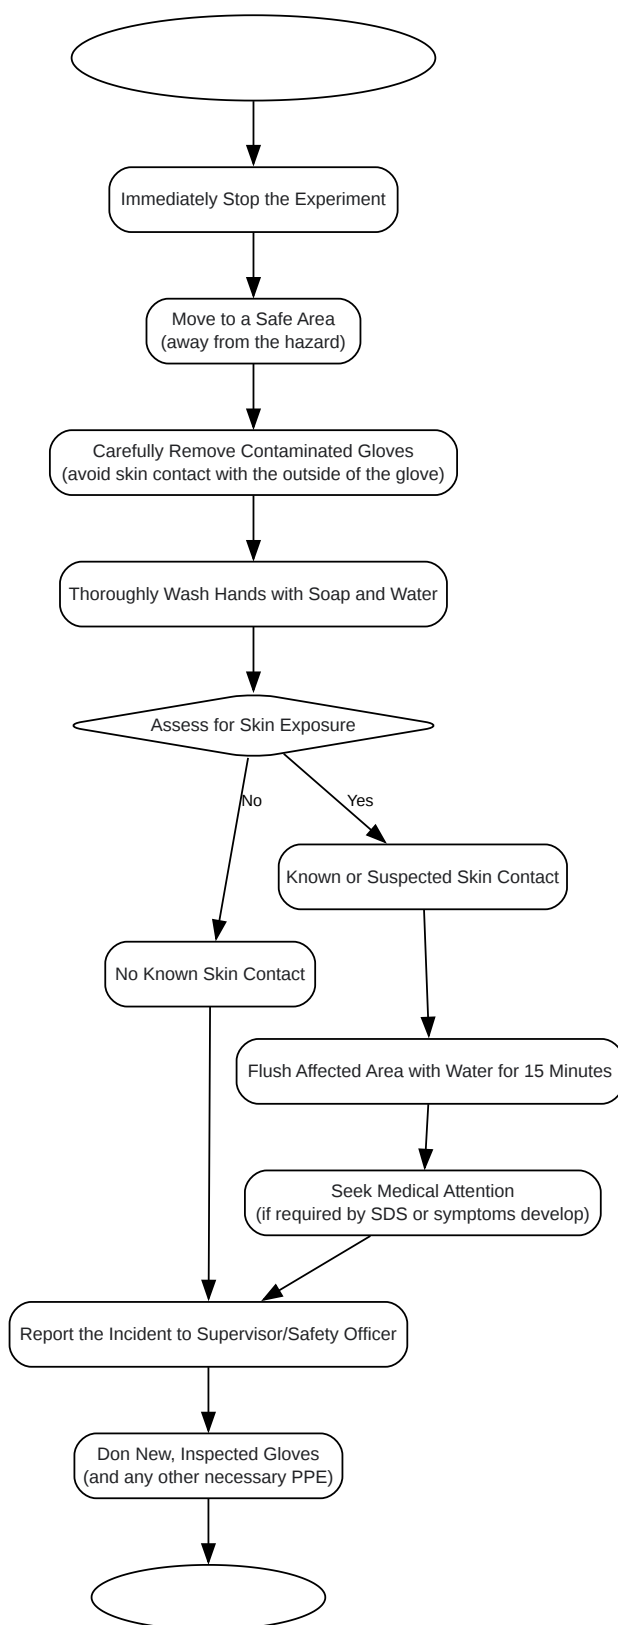 Immediately Stop the Experiment
Move to a Safe Area
(away from the hazard)
Carefully Remove Contaminated Gloves
(avoid skin contact with the outside of the glove)
Thoroughly Wash Hands with Soap and Water
Assess for Skin Exposure
No
Yes
Known or Suspected Skin Contact
No Known Skin Contact
Flush Affected Area with Water for 15 Minutes
Seek Medical Attention
(if required by SDS or symptoms develop)
Report the Incident to Supervisor/Safety Officer
Don New, Inspected Gloves
(and any other necessary PPE)